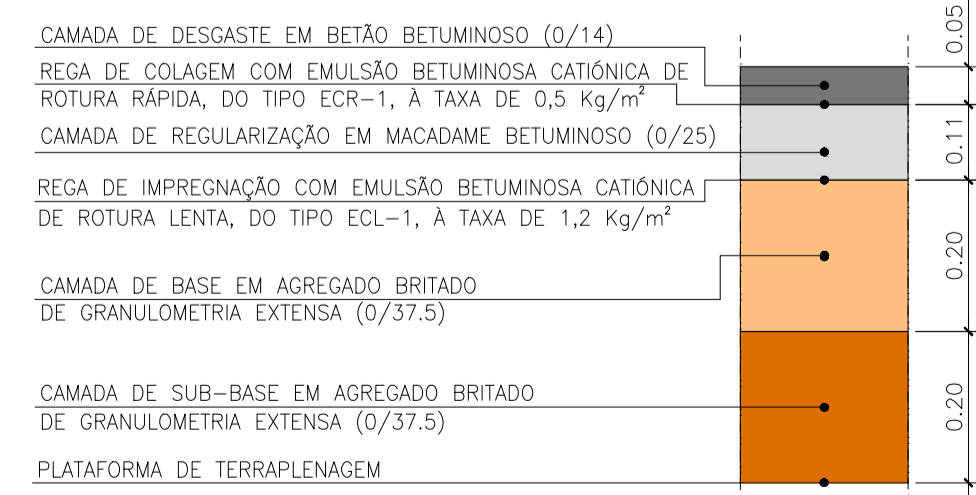 CAMADA DE DESGASTE EM BETÃO BETUMINOSO (0/14)
REGA DE COLAGEM COM EMULSÃO BETUMINOSA CATIÓNICA DE
ROTURA RÁPIDA, DO TIPO ECR-1, À TAXA DE 0,5 Kg/m²
CAMADA DE REGULARIZAÇÃO EM MACADAME BETUMINOSO (0/25)
REGA DE IMPREGNAÇÃO COM EMULSÃO BETUMINOSA CATIÓNICA
DE ROTURA LENTA, DO TIPO ECL-1, À TAXA DE 1,2 Kg/m²
CAMADA DE BASE EM AGREGADO BRITADO
DE GRANULOMETRIA EXTENSA (0/37.5)
CAMADA DE SUB-BASE EM AGREGADO BRITADO
DE GRANULOMETRIA EXTENSA (0/37.5)
PLATAFORMA DE TERRAPLENAGEM
0.05
0.11
0.20
0.20